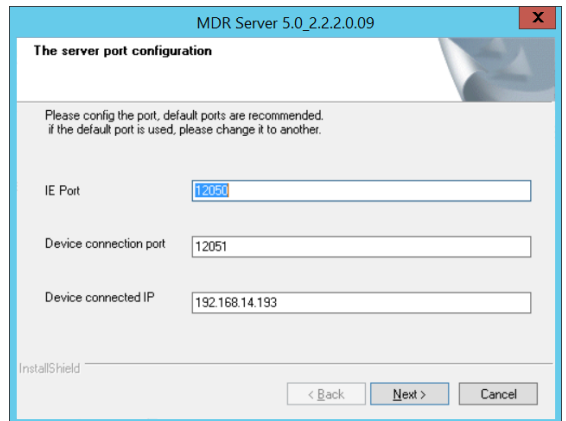 MDR Server 5.0_2.2.2.0.09
X
The server port configuration
Please config the port, default ports are recommended.
if the default port is used, please change it to another.
IE Port
12050
Device connection port
12051
Device connected IP
192.168.14.193
InstallShield
< Back
Next >
Cancel